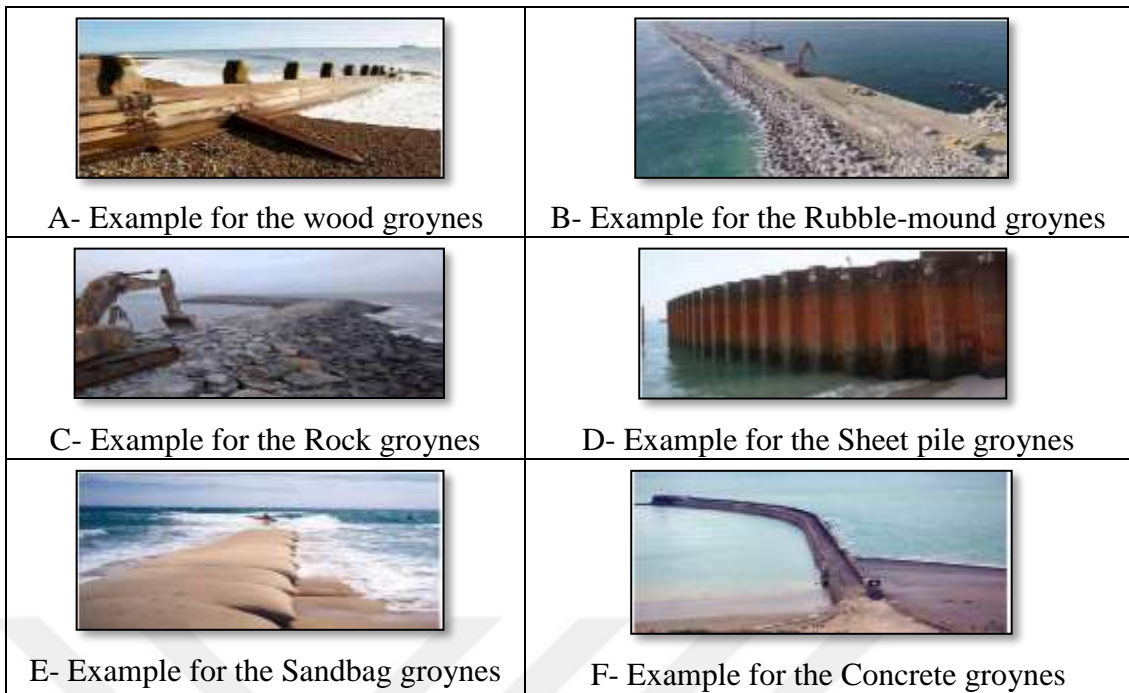 A- Example for the wood groynes
B- Example for the Rubble-mound groynes
C- Example for the Rock groynes
D- Example for the Sheet pile groynes
E- Example for the Sandbag groynes
F- Example for the Concrete groynes